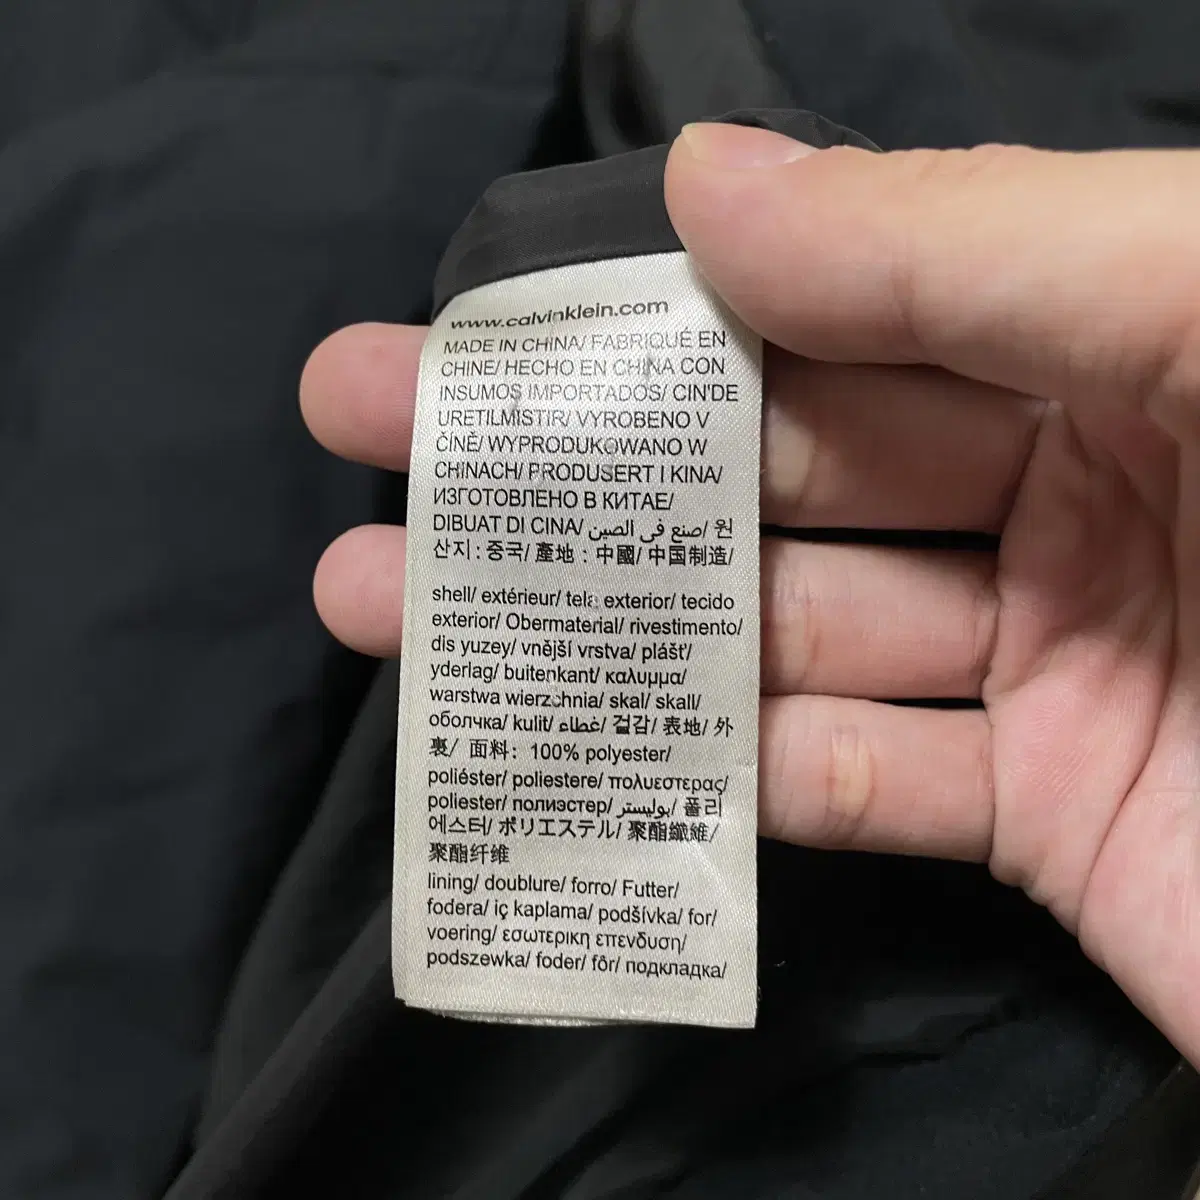 www.calvinklein.com
MADE IN CHINA/ FABRIQUÉ EN
CHINE/ HECHO EN CHINA CON
INSUMOS IMPORTADOS/ CIN'DE
URETILMISTIR/ VYROBENO V
ČÍNĚ/ WYPRODUKOWANO W
CHINACH/ PRODUSERT I KINA/
ИЗГОТОВЛЕНО В КИТАЕ/
DIBUAT DI CINA/ صنع في الصين/ 원
산지 : 중국/ 產地 : 中國/ 中国制造/
shell/ extérieur/ tela exterior/ tecido
exterior/ Obermaterial/ rivestimento/
dis yuzey/ vnější vrstva/ plášť/
yderlag/ buitenkant/ καλυμμα/
warstwa wierzchnia/ skal/ skall/
оболчка/ kulit/ غطاء/ 겉감/ 表地/ 外
裏/ 面料: 100% polyester/
poliéster/ poliestere/ πολυεστερας/
poliester/ полиэстер/ بوليستر/ 폴리
에스터/ ポリエステル/ 聚酯纖維/
聚酯纤维
lining/ doublure/ forro/ Futter/
fodera/ iç kaplama/ podšívka/ for/
voering/ εσωτερικη επενδυση/
podszewka/ foder/ fôr/ подкладка/